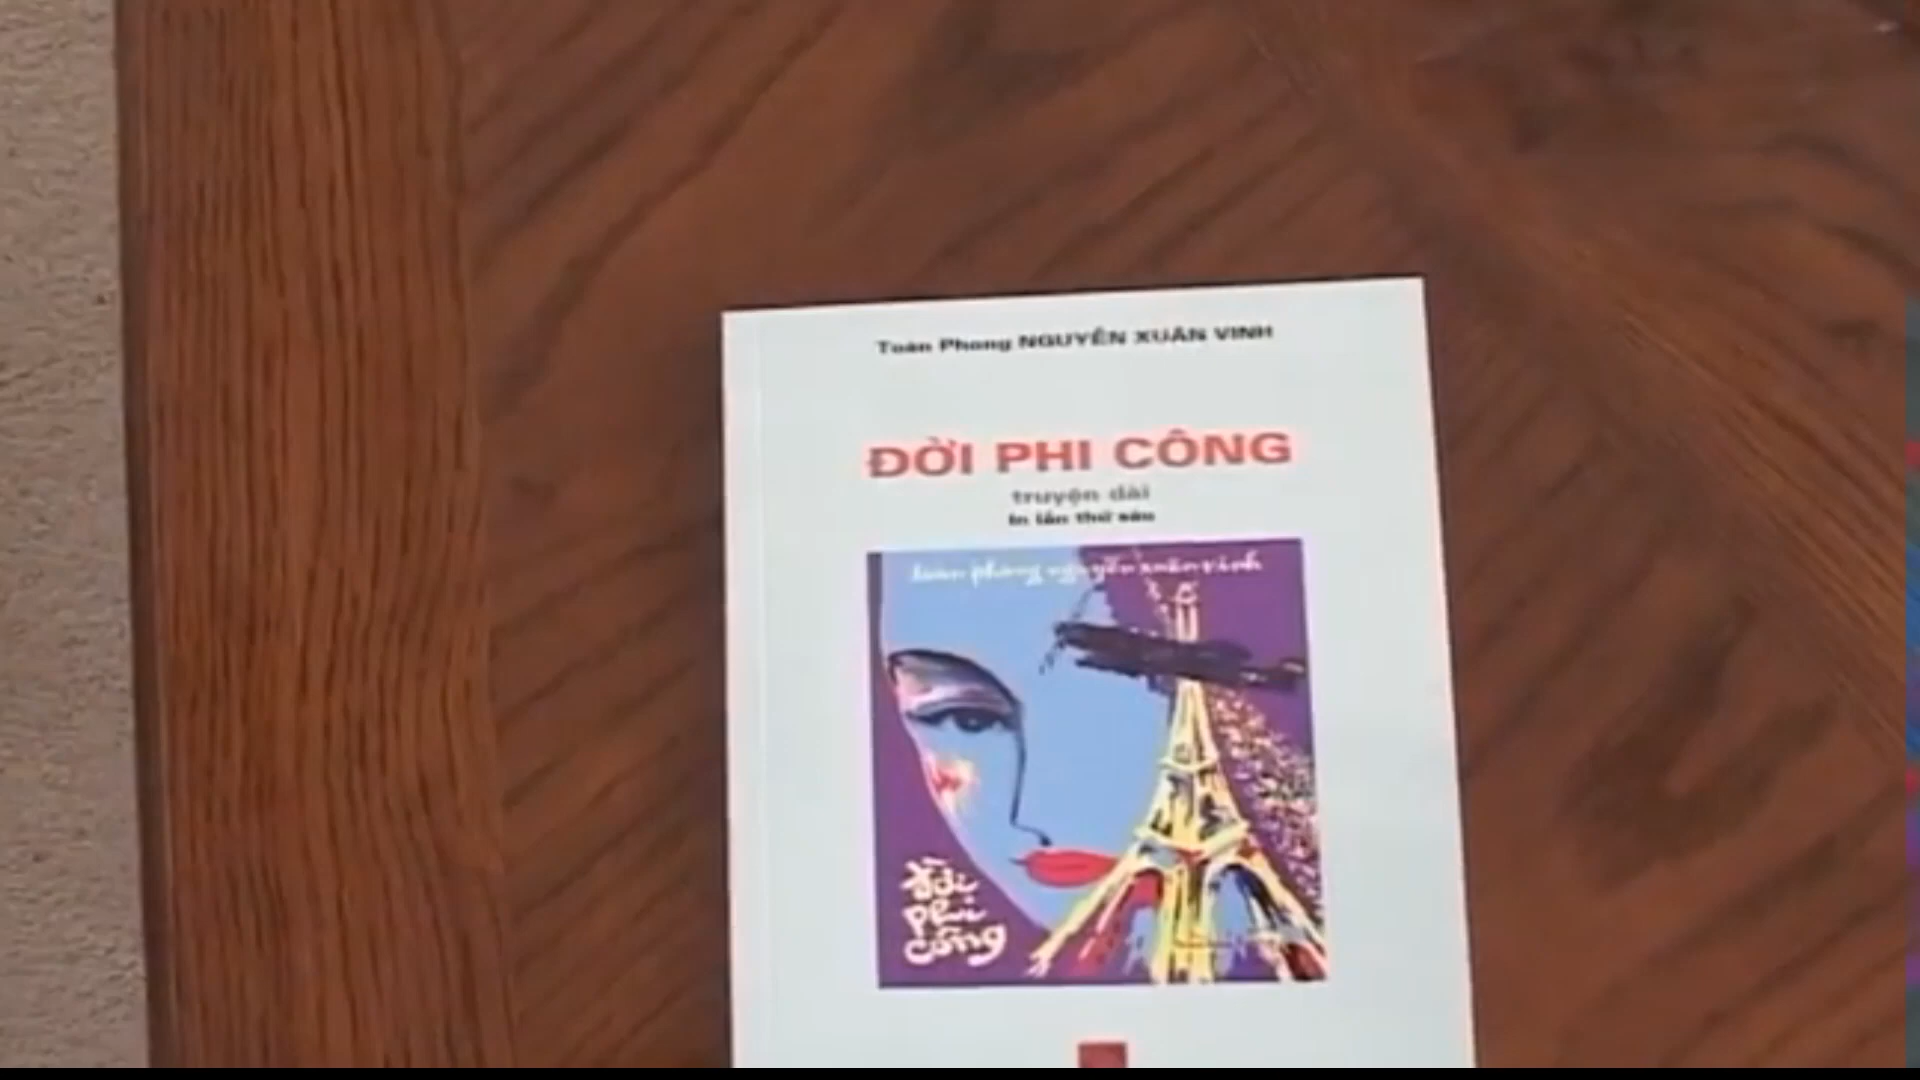 Toàn Phong NGUYỄN XUÂN VINH
ĐỜI PHI CÔNG
truyện dài
In lần thứ sáu
toàn phong nguyễn xuân vinh
đời
phi
công